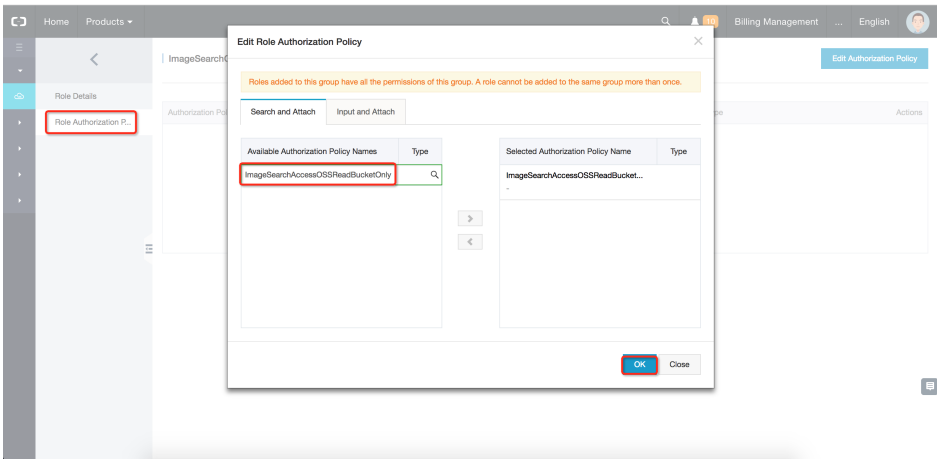 Home Products 10 Billing Management ... English
Edit Role Authorization Policy
ImageSearch
Edit Authorization Policy
Roles added to this group have all the permissions of this group. A role cannot be added to the same group more than once.
Role Details
Role Authorization P...
Search and Attach Input and Attach
Authorization Po
pe
Actions
Available Authorization Policy Names Type
Selected Authorization Policy Name Type
ImageSearchAccessOSSReadBucketOnly
ImageSearchAccessOSSReadBucket...
-
OK Close